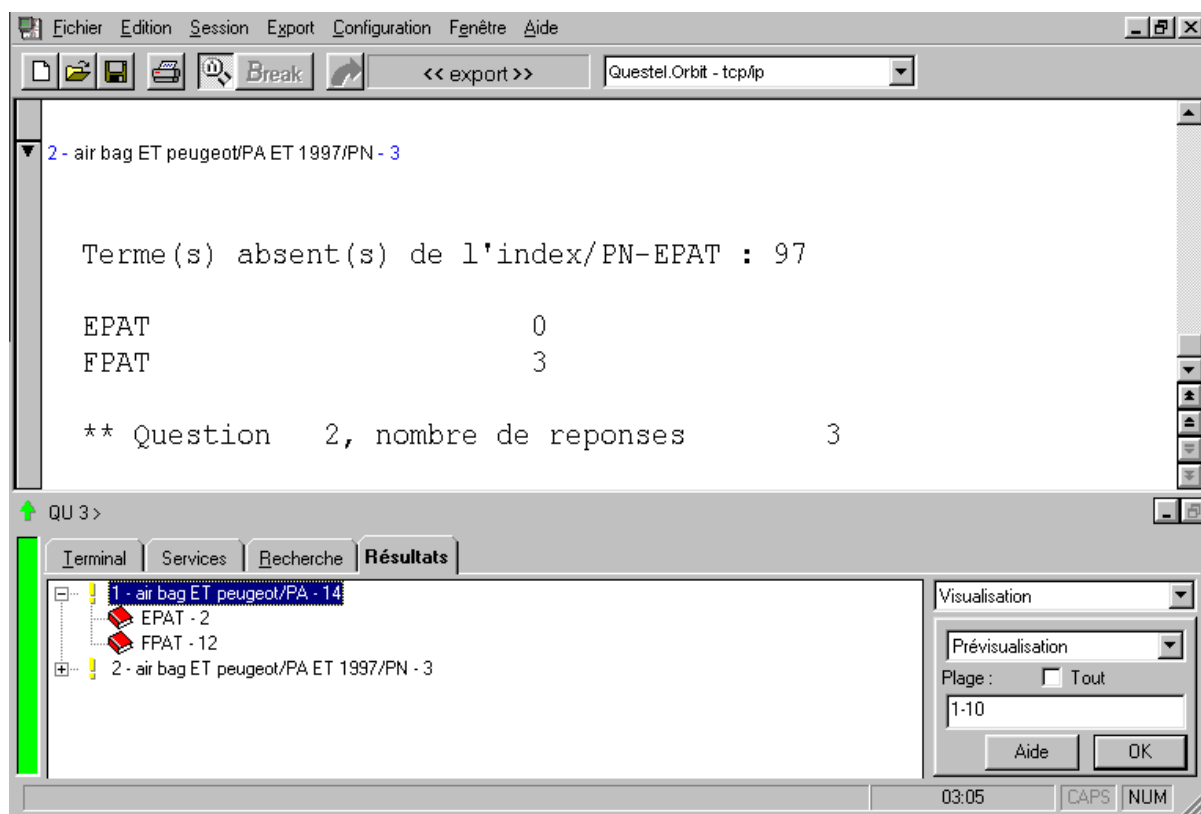 Fichier Edition Session Export Configuration Fenêtre Aide
Break << export >> Questel.Orbit - tcp/ip
2 - air bag ET peugeot/PA ET 1997/PN - 3
Terme(s) absent(s) de l'index/PN-EPAT : 97
EPAT 0
FPAT 3
** Question 2, nombre de reponses 3
QU 3 >
Terminal Services Recherche Résultats
1 - air bag ET peugeot/PA - 14
EPAT - 2
FPAT - 12
2 - air bag ET peugeot/PA ET 1997/PN - 3
Visualisation
Prévisualisation
Plage : Tout
1-10
Aide OK
03:05 CAPS NUM